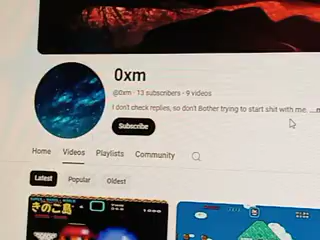 0xm
@0xm · 13 subscribers · 9 videos
I don't check replies, so don't Bother trying to start shit with me.
Subscribe
Home Videos Playlists Community
Latest Popular Oldest
きのこ島